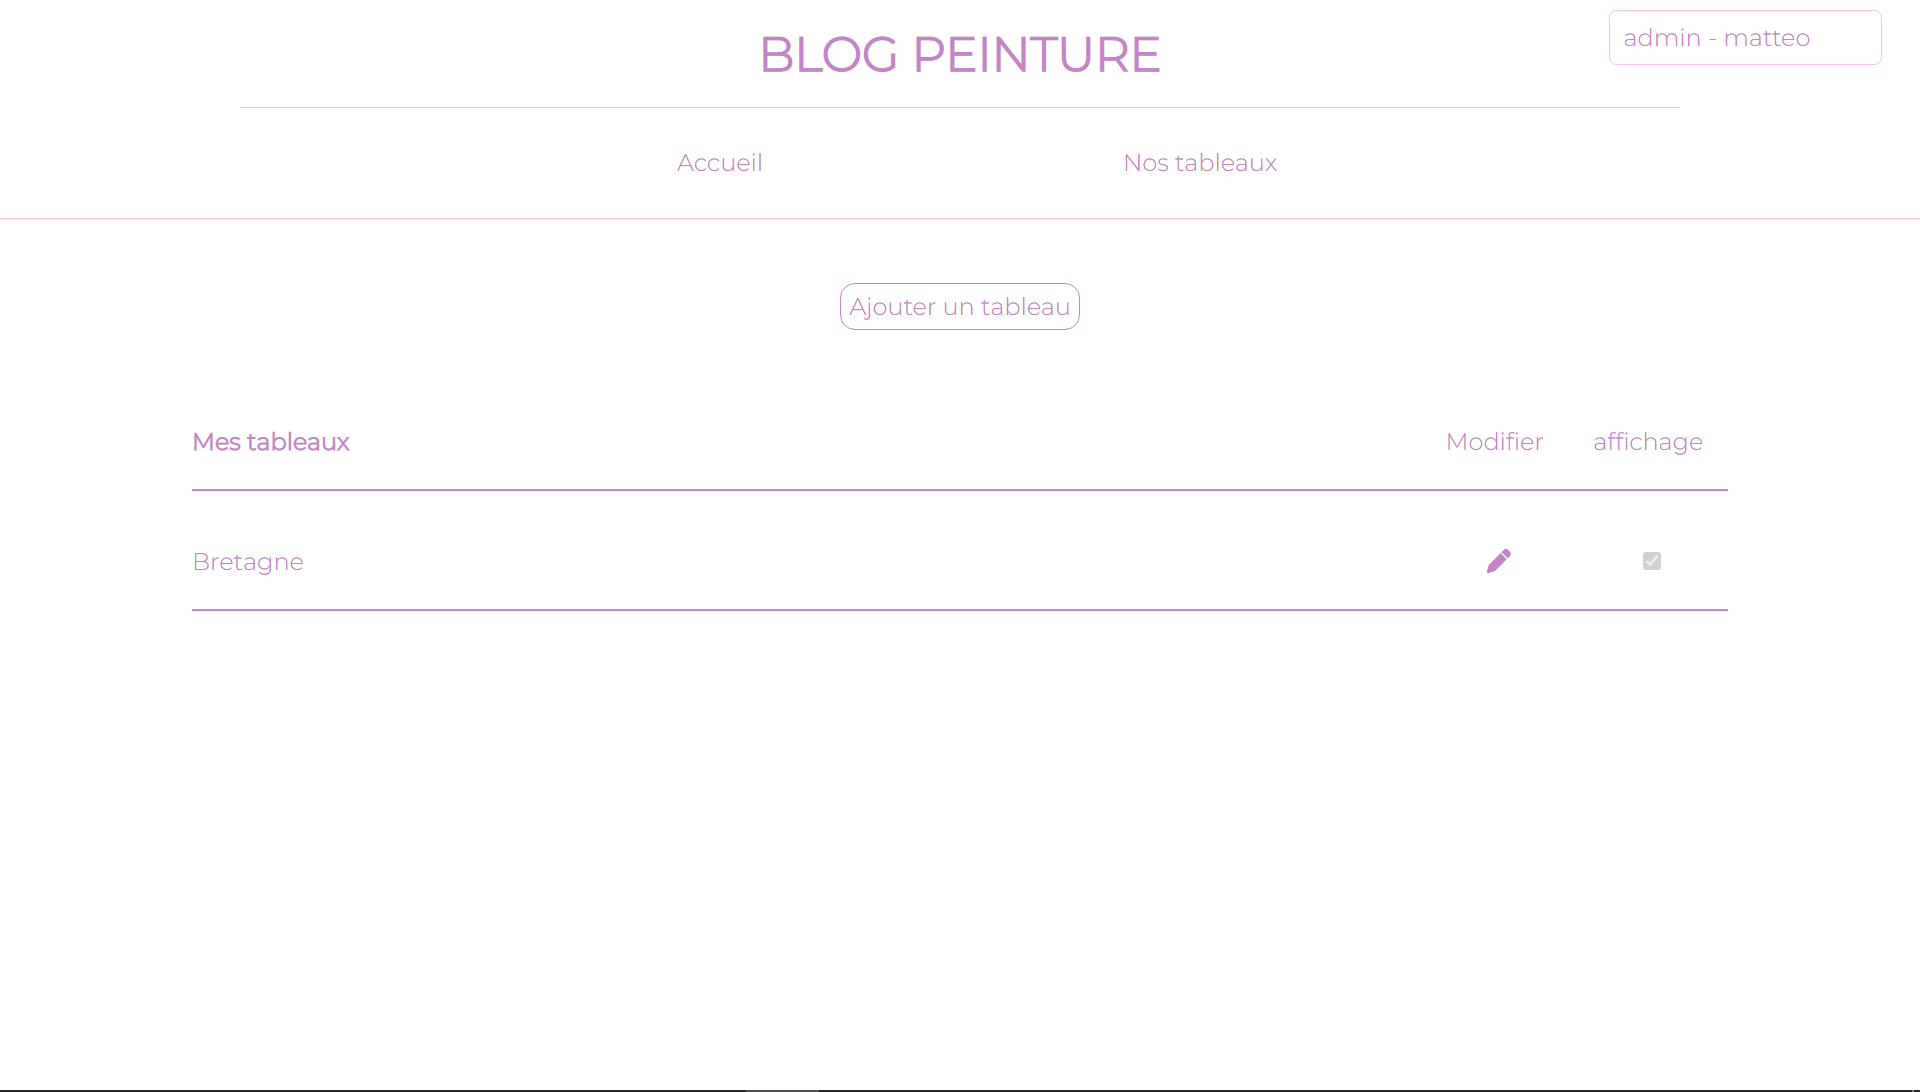 BLOG PEINTURE
admin - matteo
Accueil
Nos tableaux
Ajouter un tableau
Mes tableaux
Modifier
affichage
Bretagne